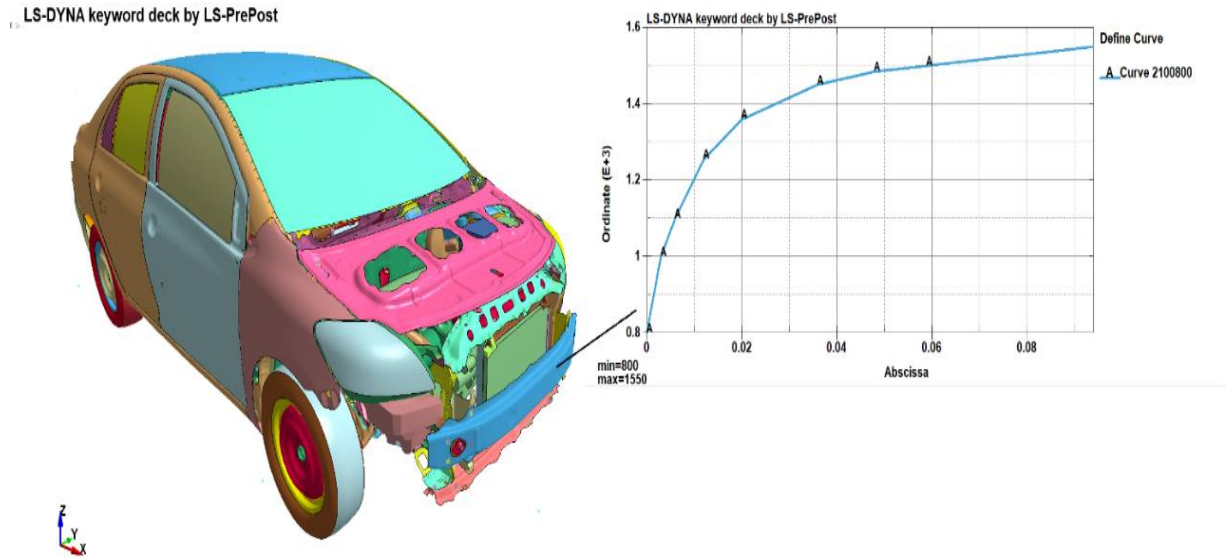 LS-DYNA keyword deck by LS-PrePost
Z
Y
X
LS-DYNA keyword deck by LS-PrePost
1.6
1.4
1.2
1
0.8
Ordinate (E+3)
A
A
A
A
A
A
A
A
0
0.02
0.04
0.06
0.08
min=800
max=1550
Abscissa
Define Curve
A Curve 2100800